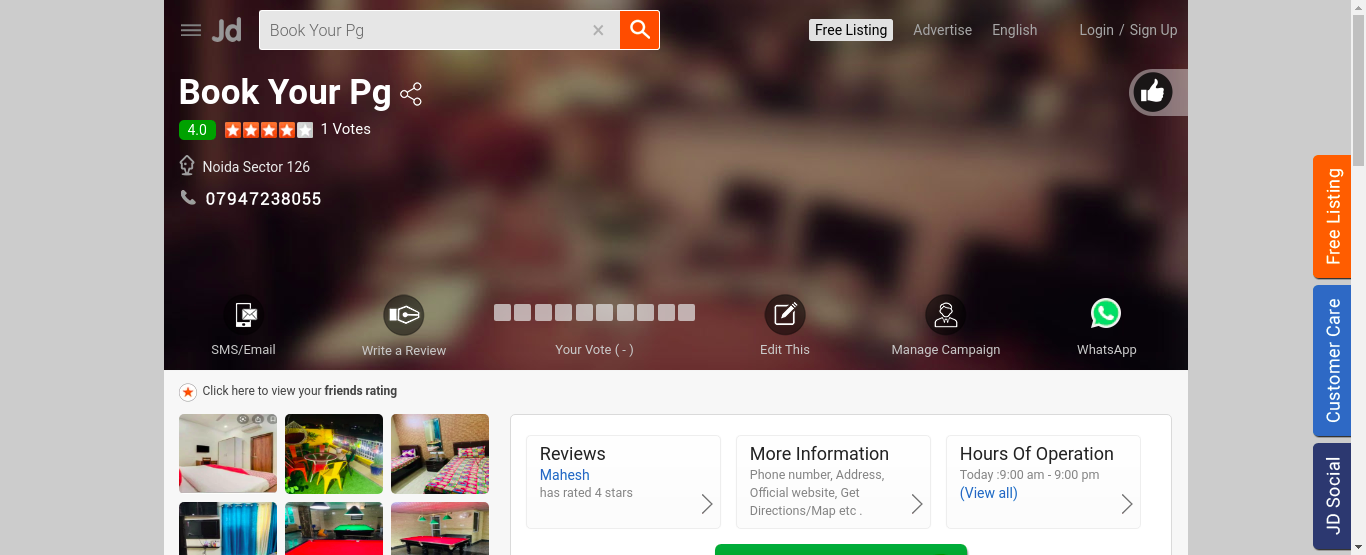 Jd
Book Your Pg
Free Listing
Advertise
English
Login / Sign Up
Book Your Pg
4.0
1 Votes
Noida Sector 126
07947238055
SMS/Email
Write a Review
Your Vote ( - )
Edit This
Manage Campaign
WhatsApp
Click here to view your friends rating
Reviews
Mahesh
has rated 4 stars
More Information
Phone number, Address,
Official website, Get
Directions/Map etc .
Hours Of Operation
Today :9:00 am - 9:00 pm
(View all)
Free Listing
Customer Care
JD Social